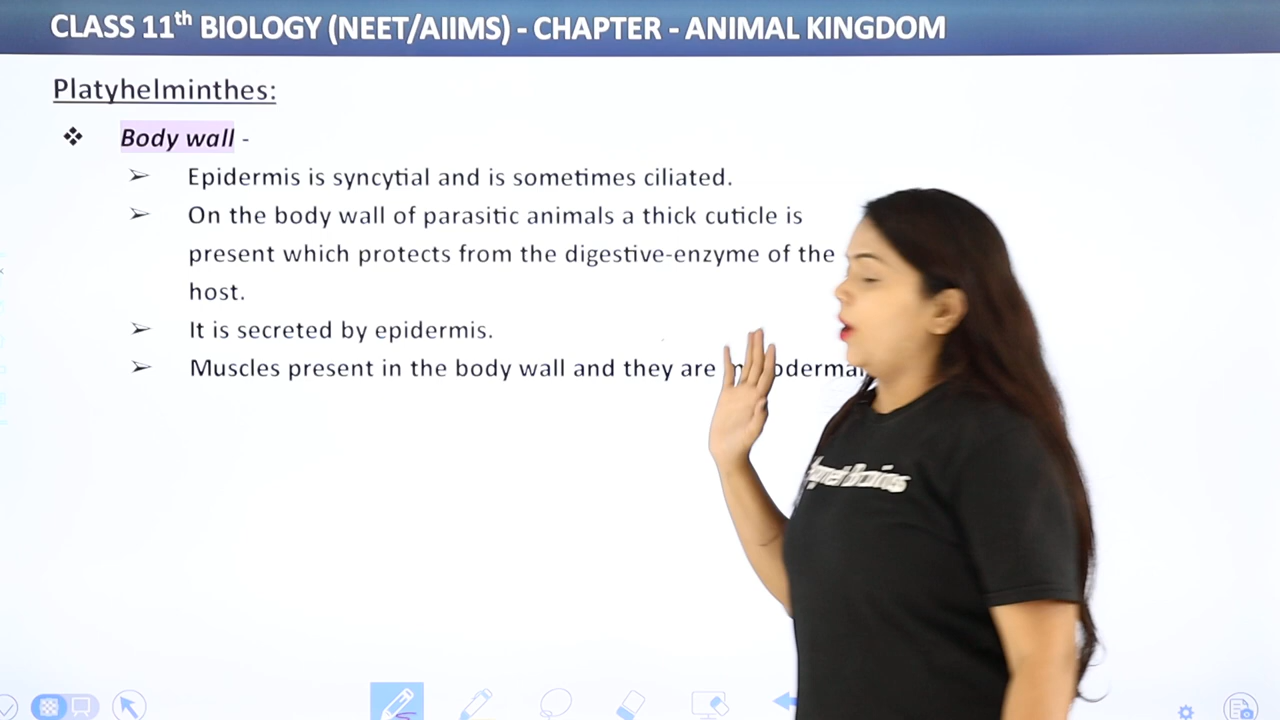 CLASS 11th BIOLOGY (NEET/AIIMS) - CHAPTER - ANIMAL KINGDOM
Platyhelminthes:
❖ Body wall -
➢ Epidermis is syncytial and is sometimes ciliated.
➢ On the body wall of parasitic animals a thick cuticle is
present which protects from the digestive-enzyme of the
host.
➢ It is secreted by epidermis.
➢ Muscles present in the body wall and they are